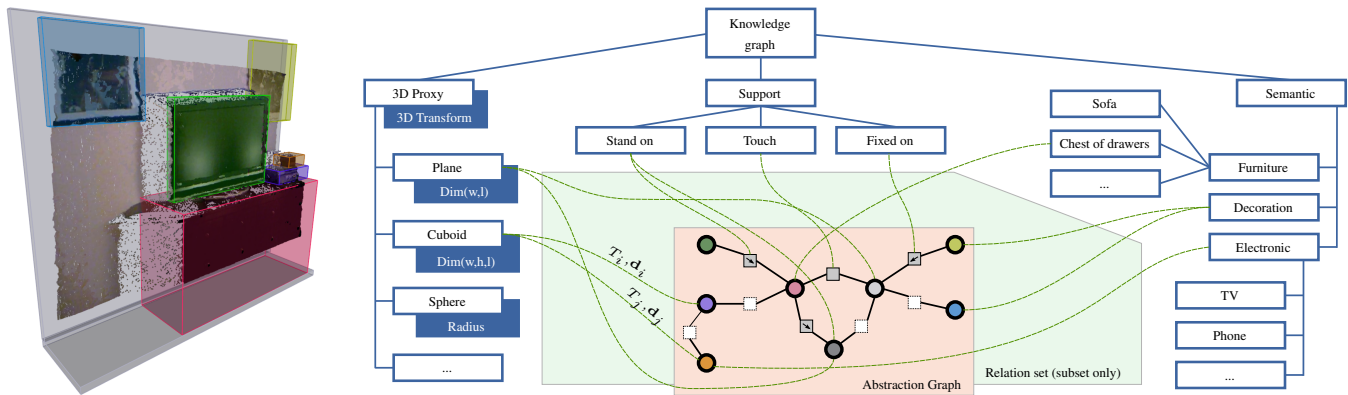 Knowledge
graph
3D Proxy
3D Transform
Support
Semantic
Sofa
Stand on
Touch
Fixed on
Chest of drawers
Plane
Dim(w,l)
Furniture
...
Decoration
Cuboid
Dim(w,h,l)
Electronic
T_i, d_i
T_j, d_j
Sphere
Radius
TV
Phone
...
...
Relation set (subset only)
Abstraction Graph